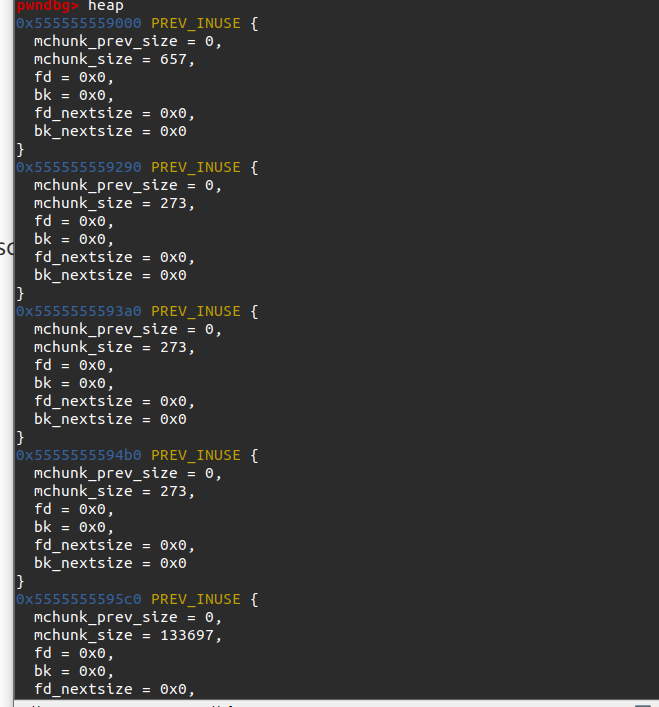 pwndbg> heap
0x555555559000 PREV_INUSE {
  mchunk_prev_size = 0,
  mchunk_size = 657,
  fd = 0x0,
  bk = 0x0,
  fd_nextsize = 0x0,
  bk_nextsize = 0x0
}
0x555555559290 PREV_INUSE {
  mchunk_prev_size = 0,
  mchunk_size = 273,
  fd = 0x0,
  bk = 0x0,
  fd_nextsize = 0x0,
  bk_nextsize = 0x0
}
0x5555555593a0 PREV_INUSE {
  mchunk_prev_size = 0,
  mchunk_size = 273,
  fd = 0x0,
  bk = 0x0,
  fd_nextsize = 0x0,
  bk_nextsize = 0x0
}
0x5555555594b0 PREV_INUSE {
  mchunk_prev_size = 0,
  mchunk_size = 273,
  fd = 0x0,
  bk = 0x0,
  fd_nextsize = 0x0,
  bk_nextsize = 0x0
}
0x5555555595c0 PREV_INUSE {
  mchunk_prev_size = 0,
  mchunk_size = 133697,
  fd = 0x0,
  bk = 0x0,
  fd_nextsize = 0x0,